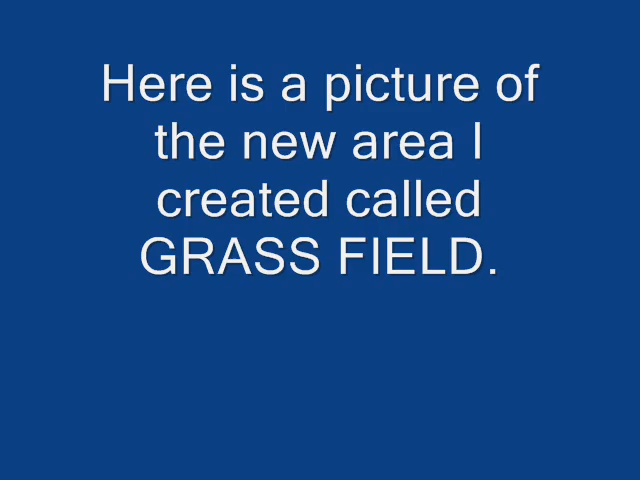 Here is a picture of
the new area I
created called
GRASS FIELD.